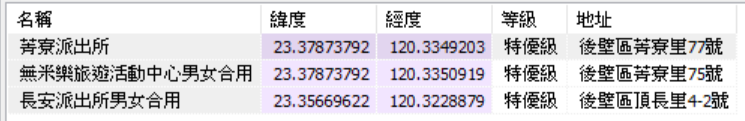 名稱 緯度 經度 等級 地址
菁寮派出所 23.37873792 120.3349203 特優級 後壁區菁寮里77號
無米樂旅遊活動中心男女合用 23.37873792 120.3350919 特優級 後壁區菁寮里75號
長安派出所男女合用 23.35669622 120.3228879 特優級 後壁區頂長里4-2號